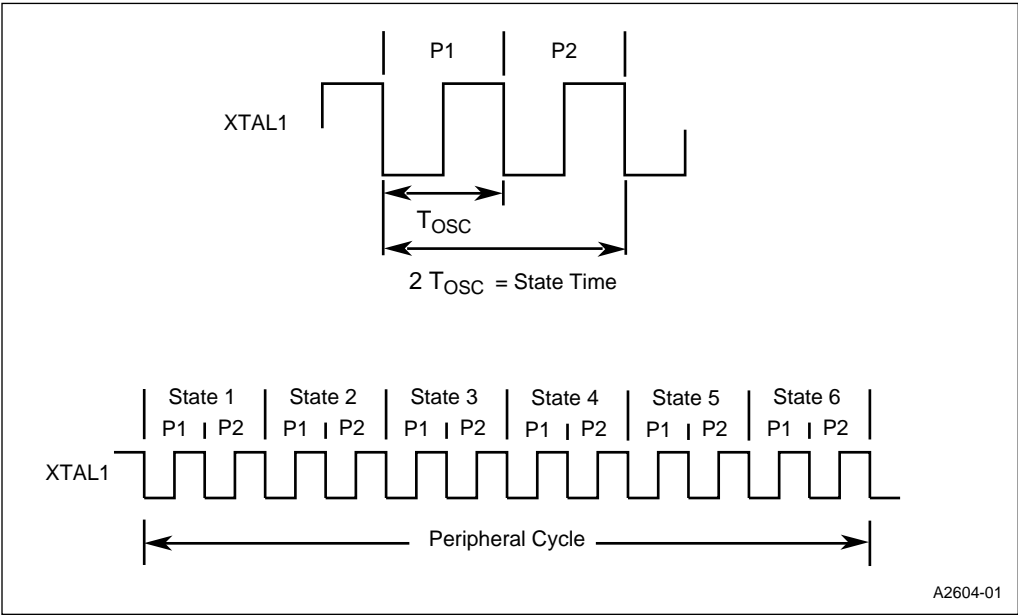 P1 P2
XTAL1
TOSC
2 TOSC = State Time
State 1 State 2 State 3 State 4 State 5 State 6
P1 P2 P1 P2 P1 P2 P1 P2 P1 P2 P1 P2
XTAL1
Peripheral Cycle
A2604-01